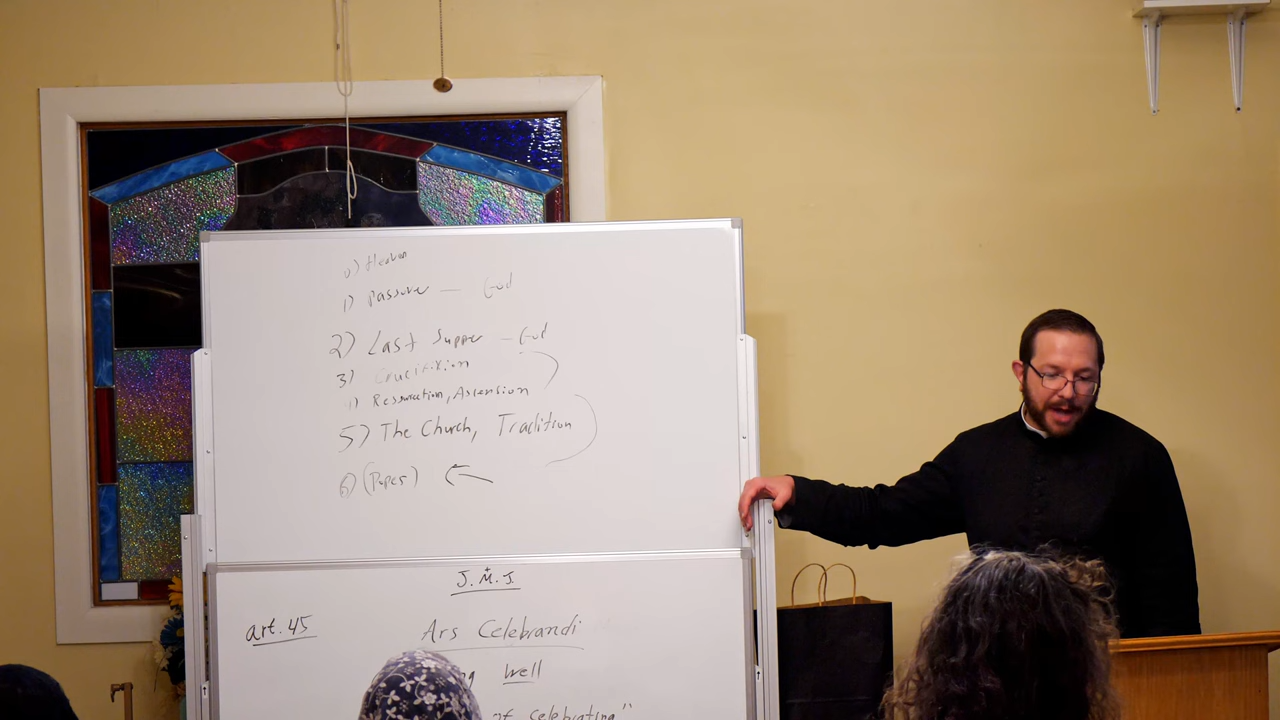 0) Heaven
1) Passover — God
2) Last Supper — God
3) Crucifixion
4) Resurrection, Ascension
5) The Church, Tradition
6) (Popes) ←
J.M.J.
art. 45
Ars Celebrandi
well
of celebrating"